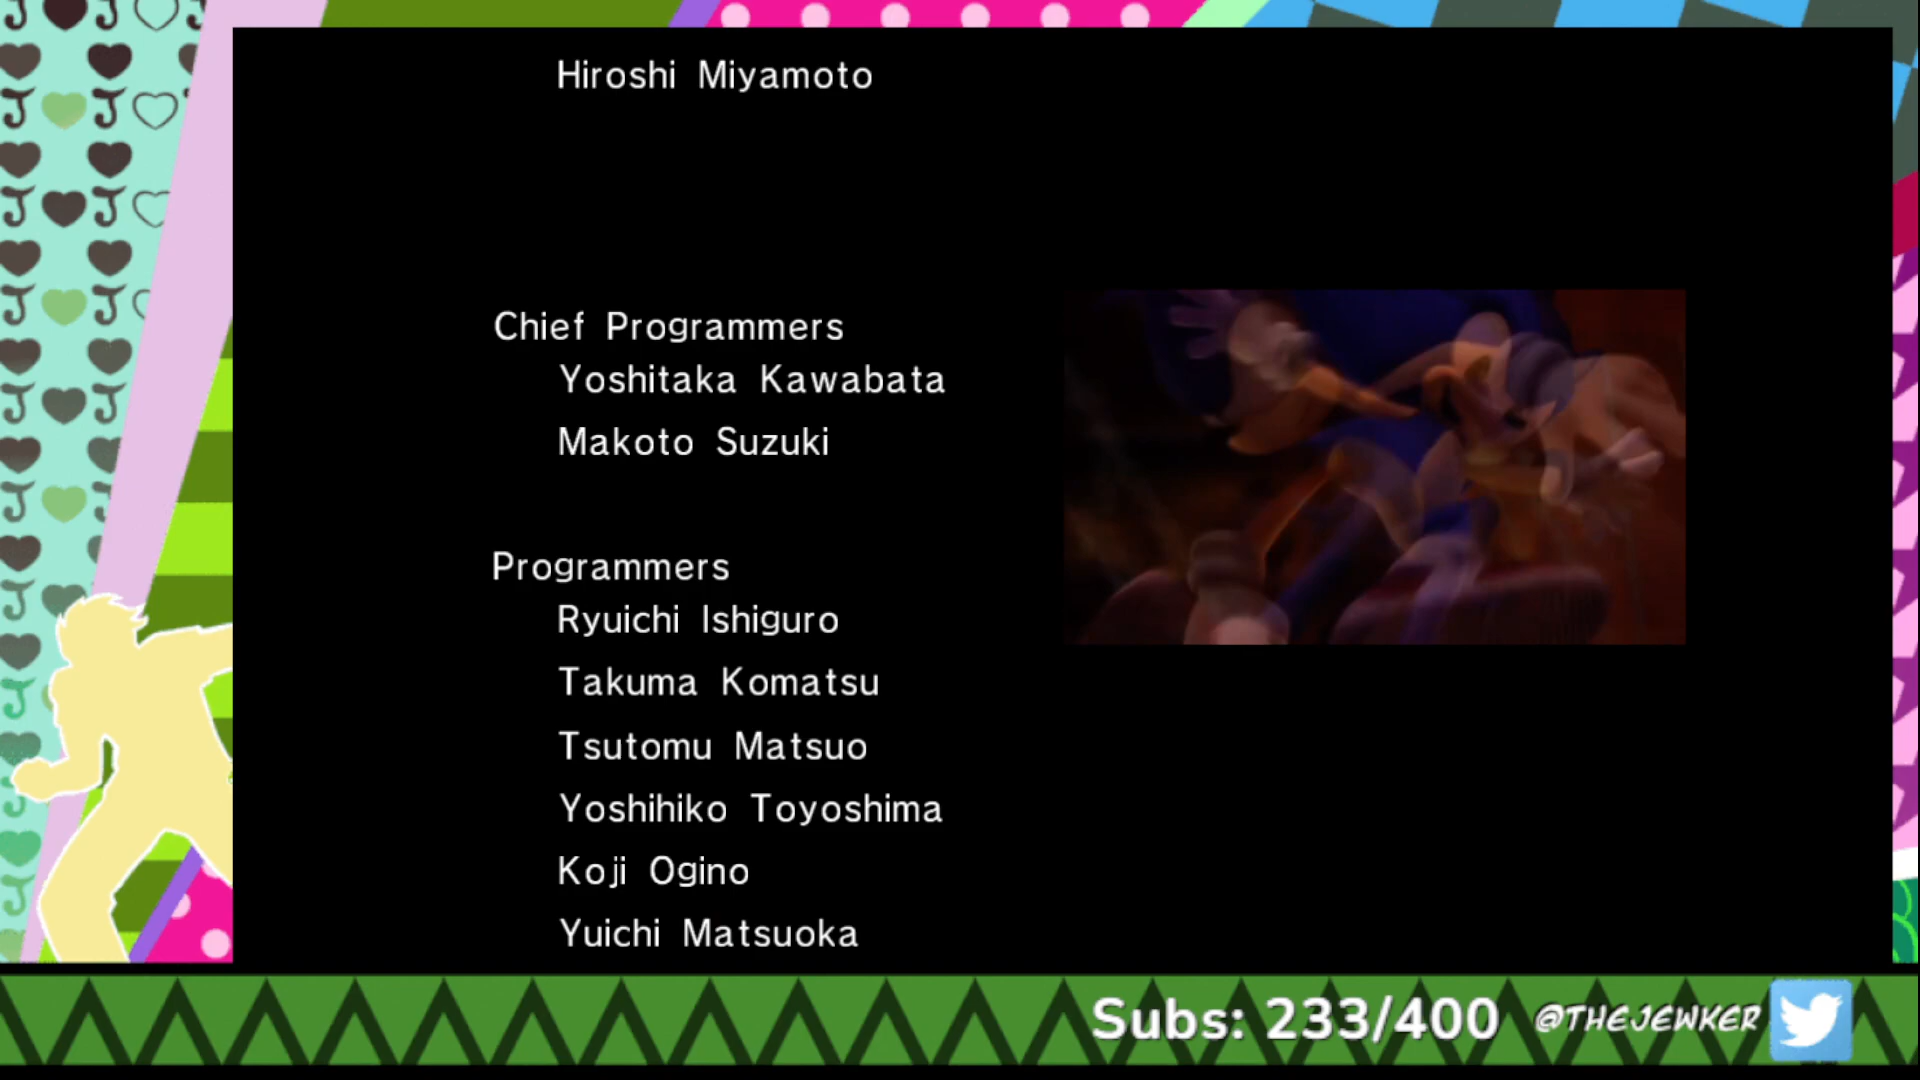 Hiroshi Miyamoto
Chief Programmers
Yoshitaka Kawabata
Makoto Suzuki
Programmers
Ryuichi Ishiguro
Takuma Komatsu
Tsutomu Matsuo
Yoshihiko Toyoshima
Koji Ogino
Yuichi Matsuoka
Subs: 233/400 @THEJEWKER